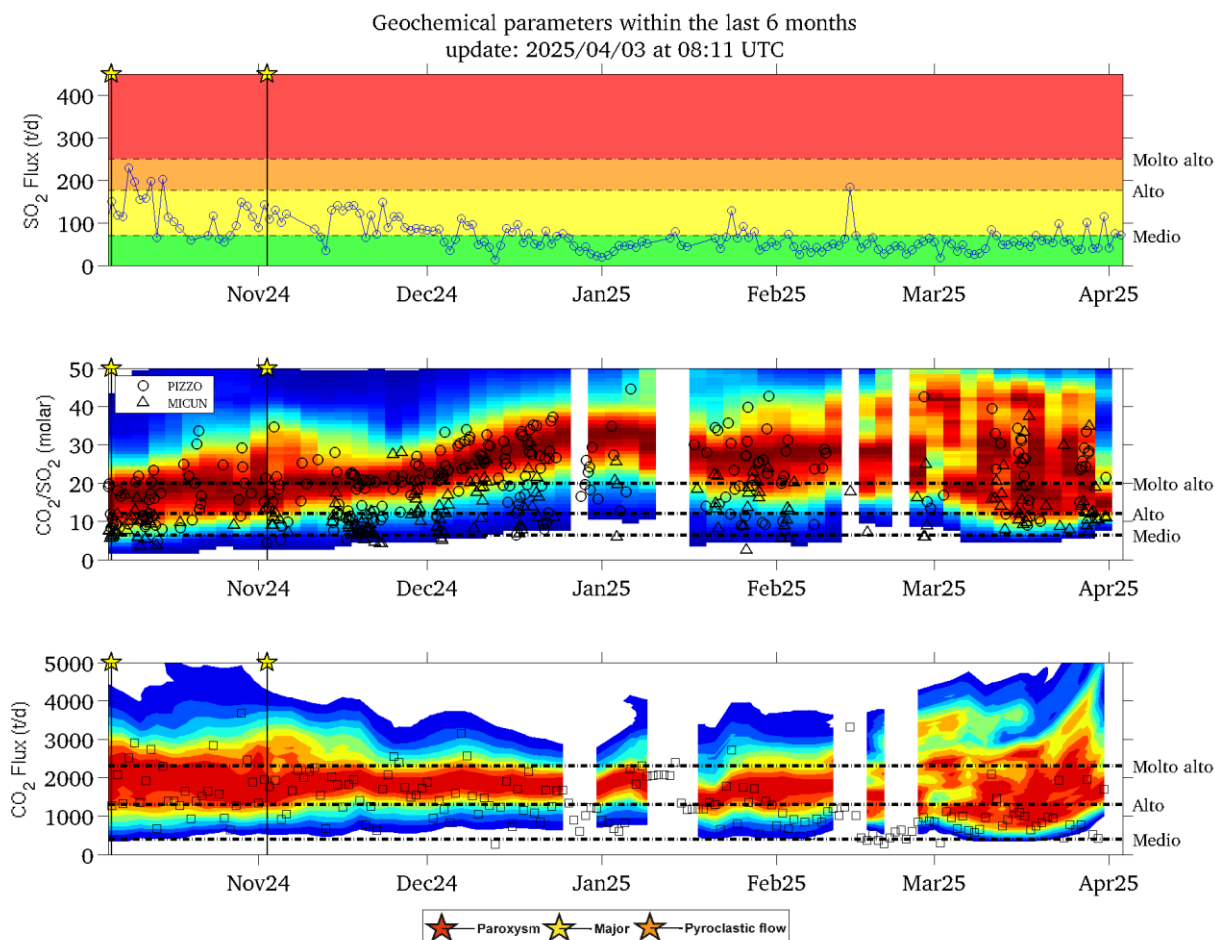 Geochemical parameters within the last 6 months
update: 2025/04/03 at 08:11 UTC
SO2 Flux (t/d)
400
300
200
100
0
Molto alto
Alto
Medio
Nov24 Dec24 Jan25 Feb25 Mar25 Apr25
CO2/SO2 (molar)
50
40
30
20
10
0
PIZZO
MICUN
Molto alto
Alto
Medio
Nov24 Dec24 Jan25 Feb25 Mar25 Apr25
CO2 Flux (t/d)
5000
4000
3000
2000
1000
0
Molto alto
Alto
Medio
Nov24 Dec24 Jan25 Feb25 Mar25 Apr25
Paroxysm Major Pyroclastic flow